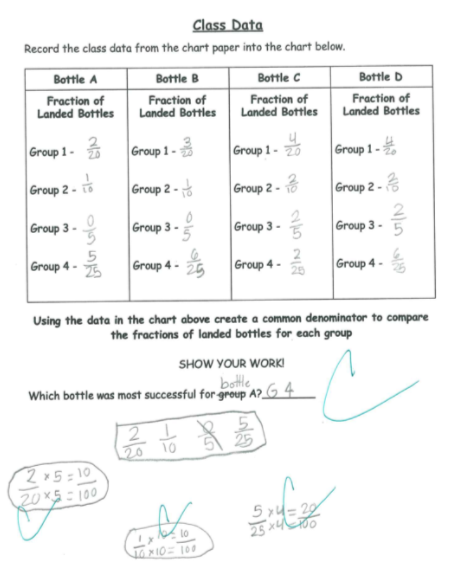 Class Data
Record the class data from the chart paper into the chart below.
Bottle A Bottle B Bottle C Bottle D
Fraction of Landed Bottles Fraction of Landed Bottles Fraction of Landed Bottles Fraction of Landed Bottles
Group 1 - 2/20 Group 1 - 3/20 Group 1 - 4/20 Group 1 - 4/20
Group 2 - 1/10 Group 2 - 1/10 Group 2 - 2/10 Group 2 - 2/10
Group 3 - 0/5 Group 3 - 0/5 Group 3 - 2/5 Group 3 - 2/5
Group 4 - 5/25 Group 4 - 6/25 Group 4 - 2/25 Group 4 - 6/25
Using the data in the chart above create a common denominator to compare
the fractions of landed bottles for each group
SHOW YOUR WORK!
bottle
Which bottle was most successful for group A? G 4
2/20 1/10 0/5 5/25
2/20 × 5/5 = 10/100
1/10 × 10/10 = 10/100
5/25 × 4/4 = 20/100